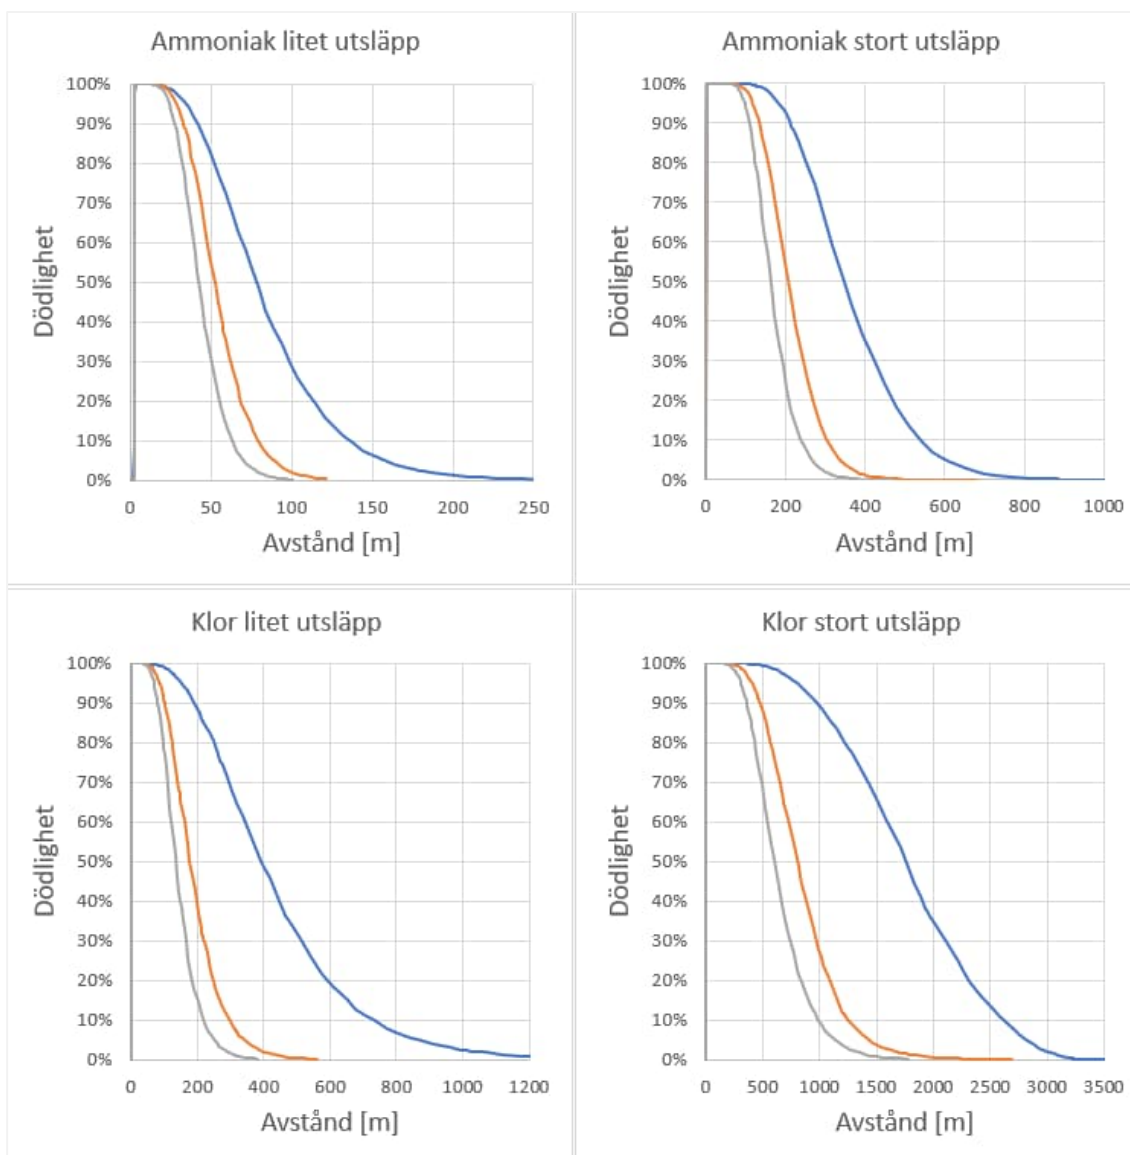 Ammoniak litet utsläpp
100%
90%
80%
70%
60%
50%
40%
30%
20%
10%
0%
Dödlighet
0 50 100 150 200 250
Avstånd [m]
Ammoniak stort utsläpp
100%
90%
80%
70%
60%
50%
40%
30%
20%
10%
0%
Dödlighet
0 200 400 600 800 1000
Avstånd [m]
Klor litet utsläpp
100%
90%
80%
70%
60%
50%
40%
30%
20%
10%
0%
Dödlighet
0 200 400 600 800 1000 1200
Avstånd [m]
Klor stort utsläpp
100%
90%
80%
70%
60%
50%
40%
30%
20%
10%
0%
Dödlighet
0 500 1000 1500 2000 2500 3000 3500
Avstånd [m]